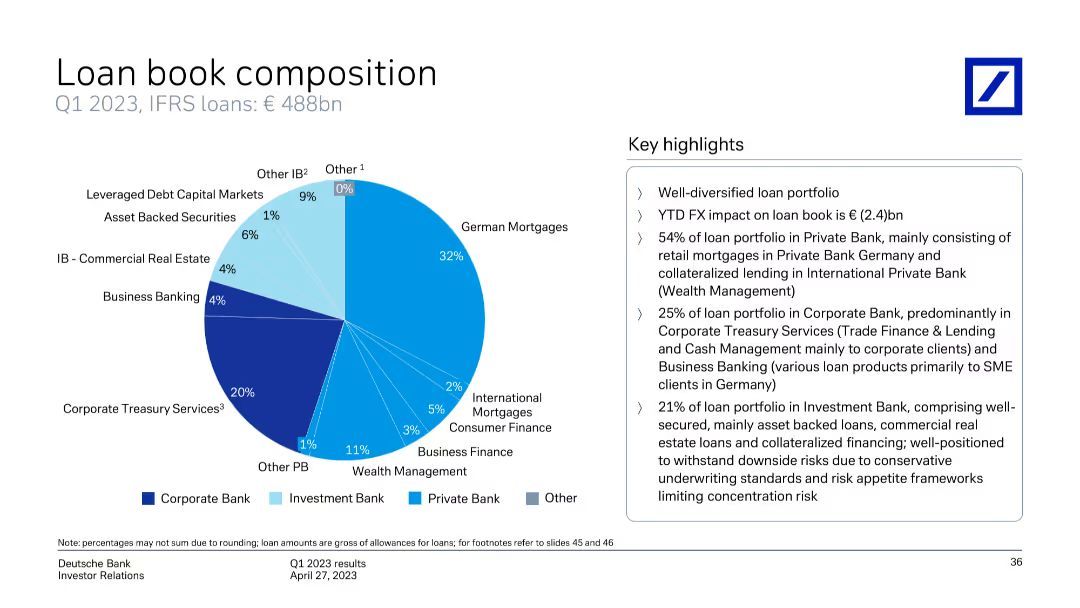 Loan book composition
Q1 2023, IFRS loans: € 488bn
Other IB2
Other 1
Leveraged Debt Capital Markets
Asset Backed Securities
IB - Commercial Real Estate
Business Banking
Corporate Treasury Services3
Other PB
Wealth Management
Business Finance
Consumer Finance
International
Mortgages
German Mortgages
0%
9%
1%
6%
4%
4%
20%
1%
11%
3%
5%
2%
32%
Corporate Bank
Investment Bank
Private Bank
Other
Key highlights
〉 Well-diversified loan portfolio
〉 YTD FX impact on loan book is € (2.4)bn
〉 54% of loan portfolio in Private Bank, mainly consisting of
retail mortgages in Private Bank Germany and
collateralized lending in International Private Bank
(Wealth Management)
〉 25% of loan portfolio in Corporate Bank, predominantly in
Corporate Treasury Services (Trade Finance & Lending
and Cash Management mainly to corporate clients) and
Business Banking (various loan products primarily to SME
clients in Germany)
〉 21% of loan portfolio in Investment Bank, comprising well-
secured, mainly asset backed loans, commercial real
estate loans and collateralized financing; well-positioned
to withstand downside risks due to conservative
underwriting standards and risk appetite frameworks
limiting concentration risk
Note: percentages may not sum due to rounding; loan amounts are gross of allowances for loans; for footnotes refer to slides 45 and 46
Deutsche Bank
Investor Relations
Q1 2023 results
April 27, 2023
36